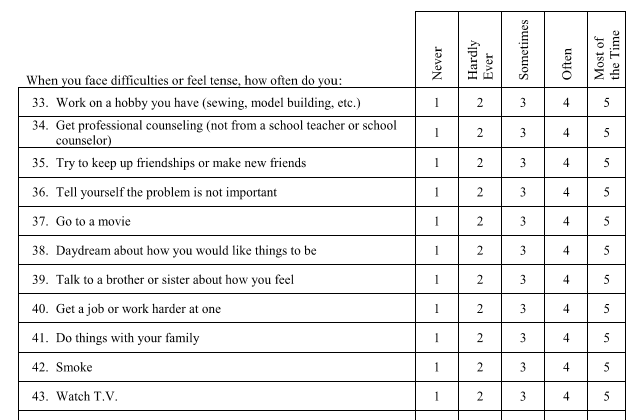 Never
Hardly
Ever
Sometimes
Often
Most of
the Time
When you face difficulties or feel tense, how often do you:
33. Work on a hobby you have (sewing, model building, etc.) 1 2 3 4 5
34. Get professional counseling (not from a school teacher or school
counselor) 1 2 3 4 5
35. Try to keep up friendships or make new friends 1 2 3 4 5
36. Tell yourself the problem is not important 1 2 3 4 5
37. Go to a movie 1 2 3 4 5
38. Daydream about how you would like things to be 1 2 3 4 5
39. Talk to a brother or sister about how you feel 1 2 3 4 5
40. Get a job or work harder at one 1 2 3 4 5
41. Do things with your family 1 2 3 4 5
42. Smoke 1 2 3 4 5
43. Watch T.V. 1 2 3 4 5